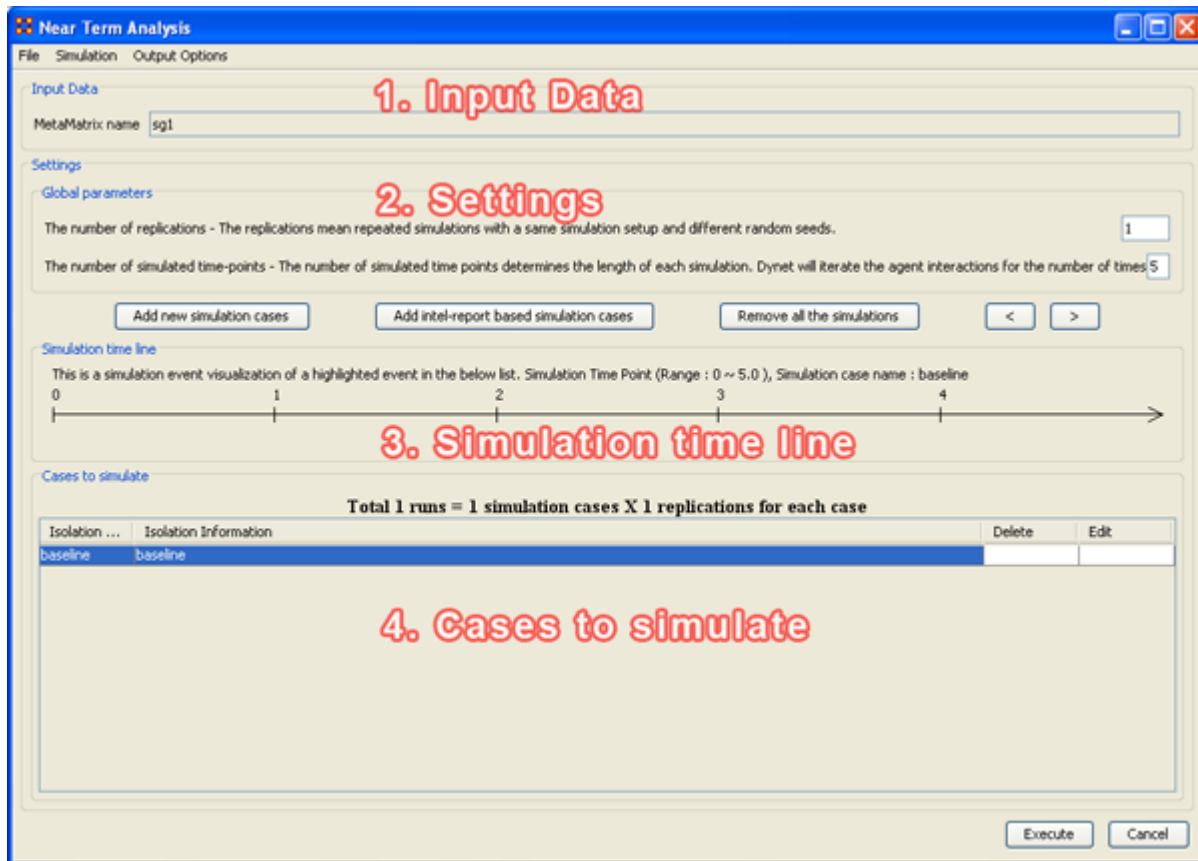 Near Term Analysis
File Simulation Output Options
Input Data
1. Input Data
MetaMatrix name sg1
Settings
Global parameters
2. Settings
The number of replications - The replications mean repeated simulations with a same simulation setup and different random seeds. 1
The number of simulated time-points - The number of simulated time points determines the length of each simulation. Dynet will iterate the agent interactions for the number of times 5
Add new simulation cases Add intel-report based simulation cases Remove all the simulations < >
Simulation time line
This is a simulation event visualization of a highlighted event in the below list. Simulation Time Point (Range : 0 ~ 5.0 ), Simulation case name : baseline
0 1 2 3 4
3. Simulation time line
Cases to simulate
Total 1 runs = 1 simulation cases X 1 replications for each case
Isolation ... Isolation Information Delete Edit
baseline baseline
4. Cases to simulate
Execute Cancel